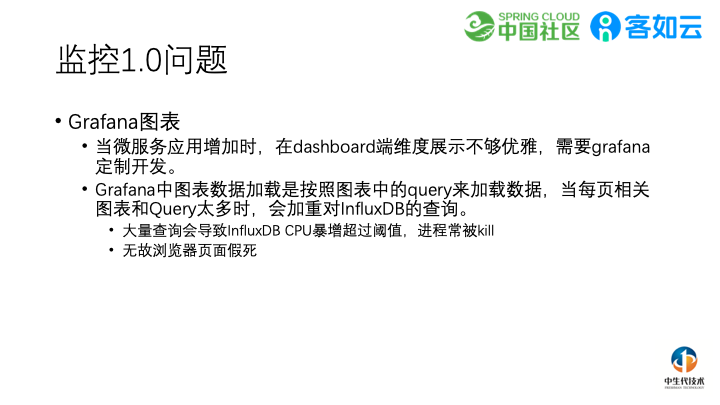 SPRING CLOUD
中国社区
客如云
监控1.0问题
• Grafana图表
• 当微服务应用增加时，在dashboard端维度展示不够优雅，需要grafana
定制开发。
• Grafana中图表数据加载是按照图表中的query来加载数据，当每页相关
图表和Query太多时，会加重对InfluxDB的查询。
• 大量查询会导致InfluxDB CPU暴增超过阈值，进程常被kill
• 无故浏览器页面假死
中生代技术